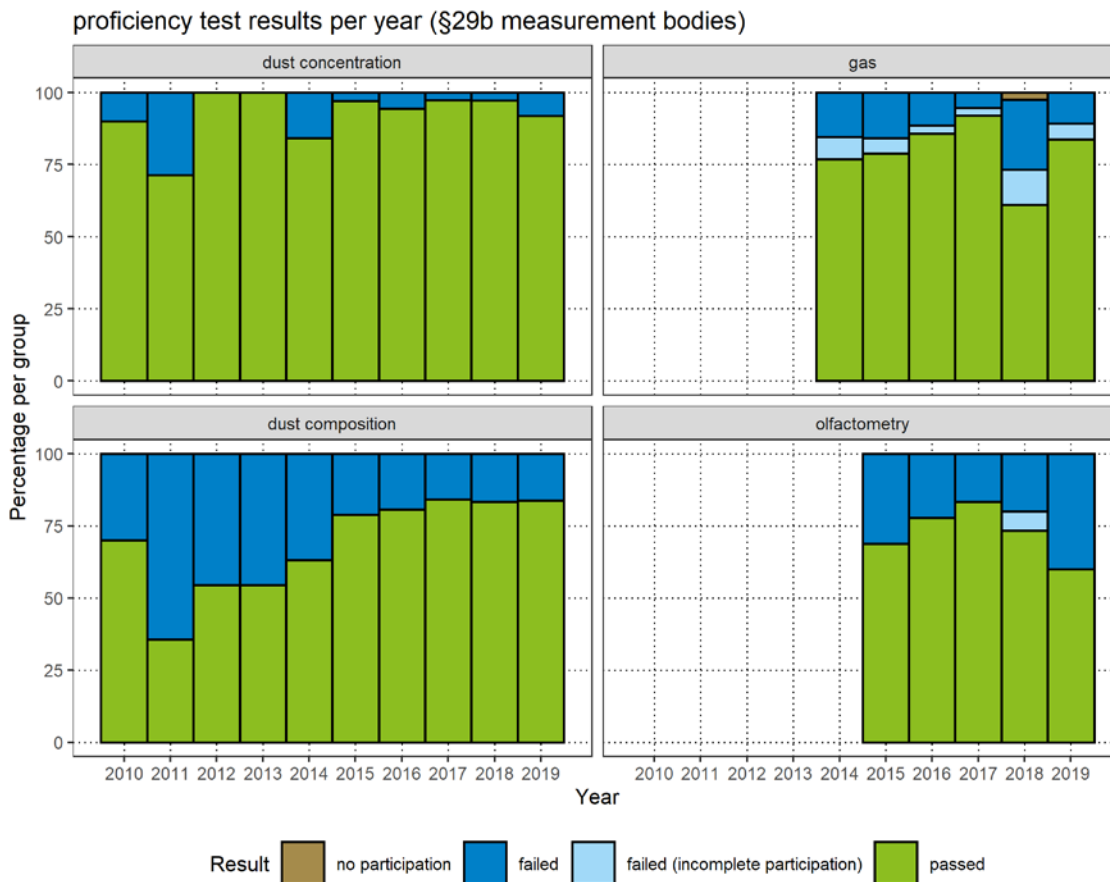 proficiency test results per year (§29b measurement bodies)
dust concentration
gas
100
75
50
25
0
dust composition
olfactometry
100
75
50
25
0
Percentage per group
2010 2011 2012 2013 2014 2015 2016 2017 2018 2019
2010 2011 2012 2013 2014 2015 2016 2017 2018 2019
Year
Result no participation failed failed (incomplete participation) passed